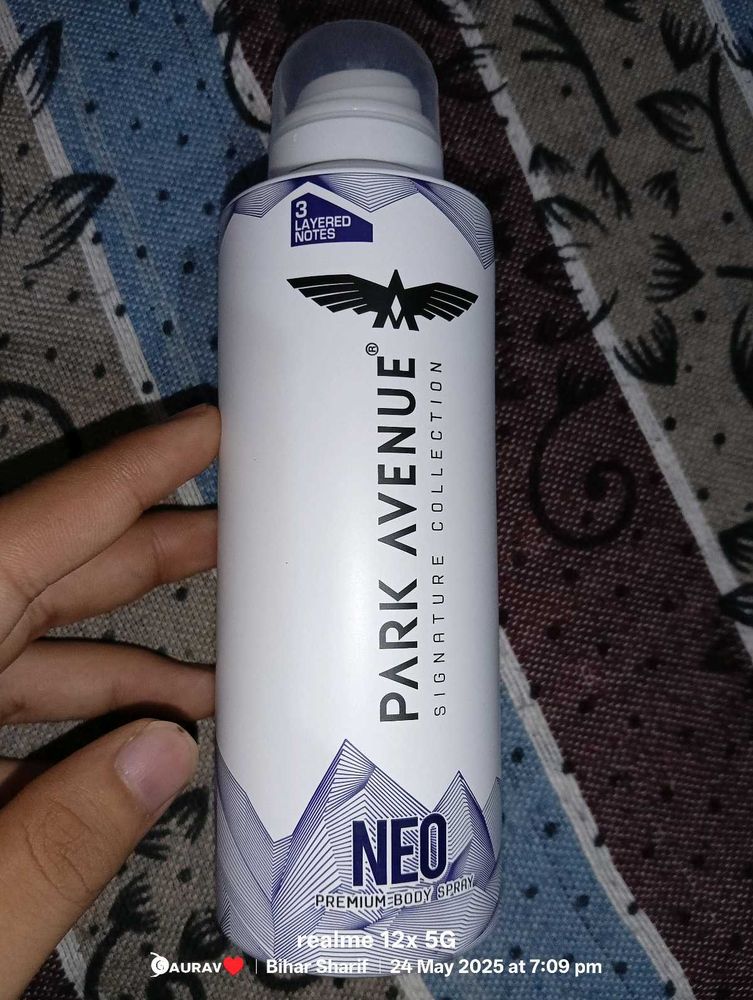 3
LAYERED
NOTES
PARK AVENUE®
SIGNATURE COLLECTION
NEO
PREMIUM BODY SPRAY
realme 12x 5G
GAURAV❤️ | Bihar Sharif | 24 May 2025 at 7:09 pm